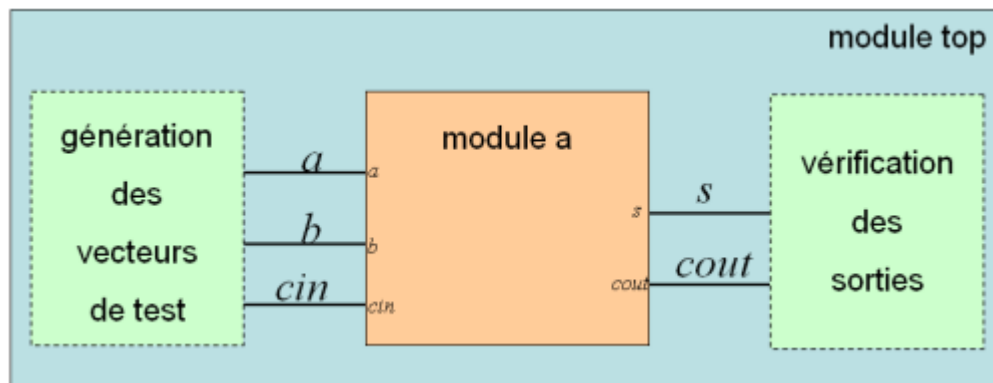 module top
génération
des
vecteurs
de test
a
b
cin
module a
a
b
cin
s
cout
s
cout
vérification
des
sorties